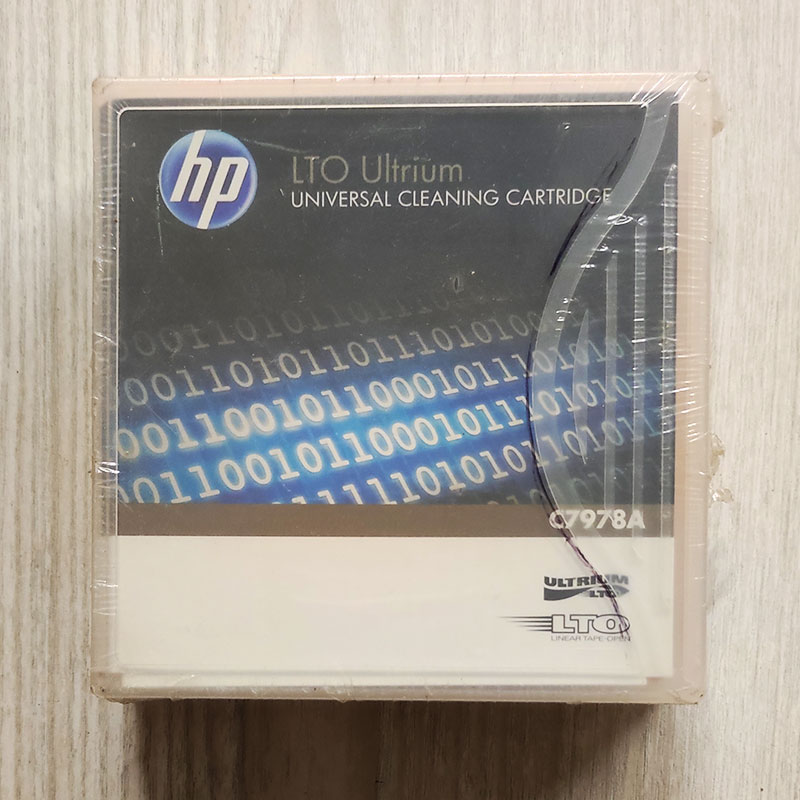 hp
LTO Ultrium
UNIVERSAL CLEANING CARTRIDGE
C7978A
ULTRIUM
LTO
LTO
LINEAR TAPE-OPEN